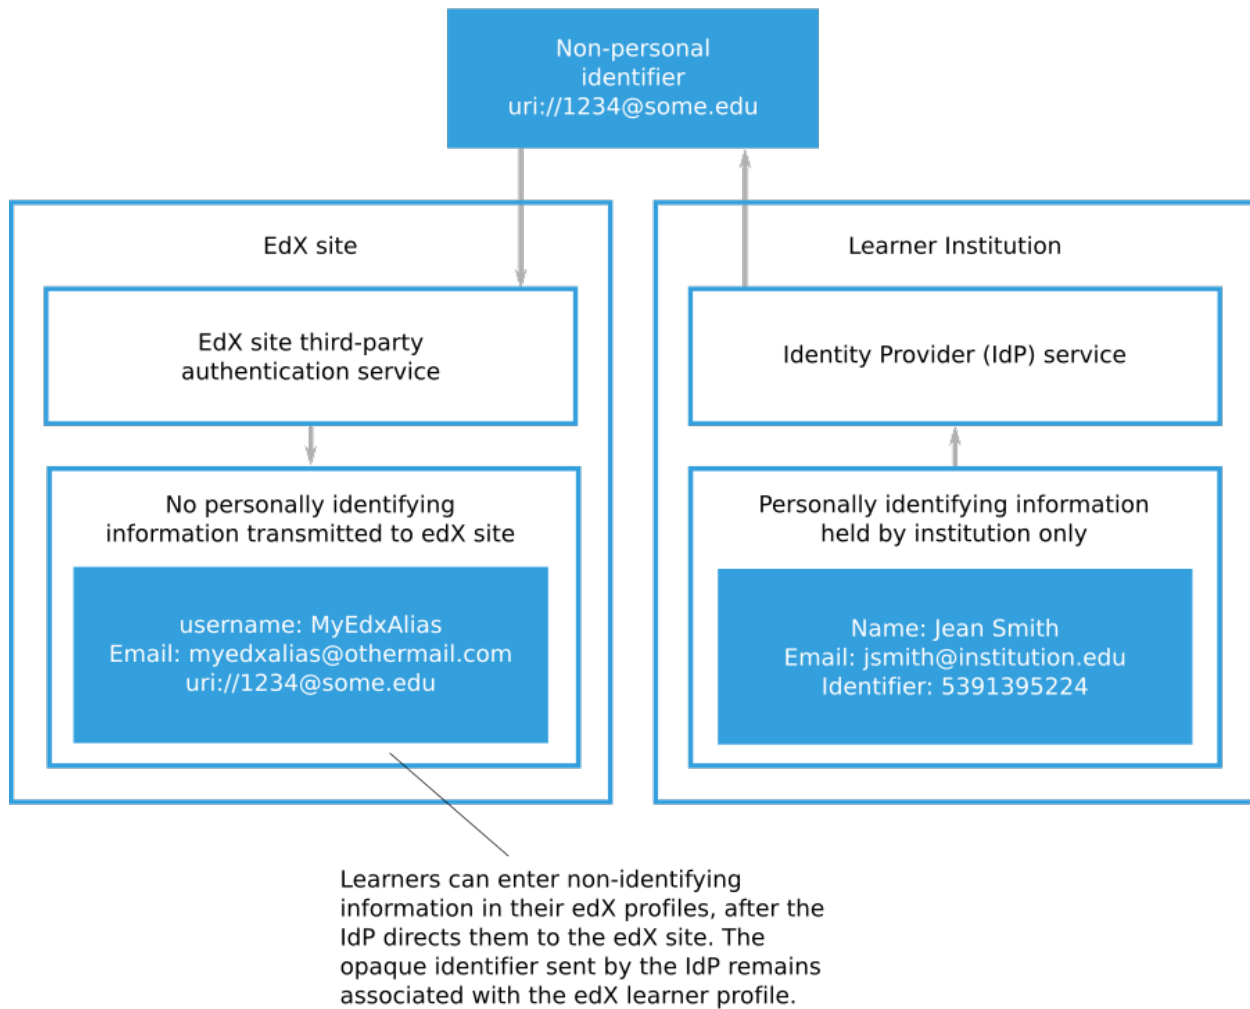 Non-personal
identifier
uri://1234@some.edu
EdX site
EdX site third-party
authentication service
No personally identifying
information transmitted to edX site
username: MyEdxAlias
Email: myedxalias@othermail.com
uri://1234@some.edu
Learner Institution
Identity Provider (IdP) service
Personally identifying information
held by institution only
Name: Jean Smith
Email: jsmith@institution.edu
Identifier: 5391395224
Learners can enter non-identifying
information in their edX profiles, after the
IdP directs them to the edX site. The
opaque identifier sent by the IdP remains
associated with the edX learner profile.